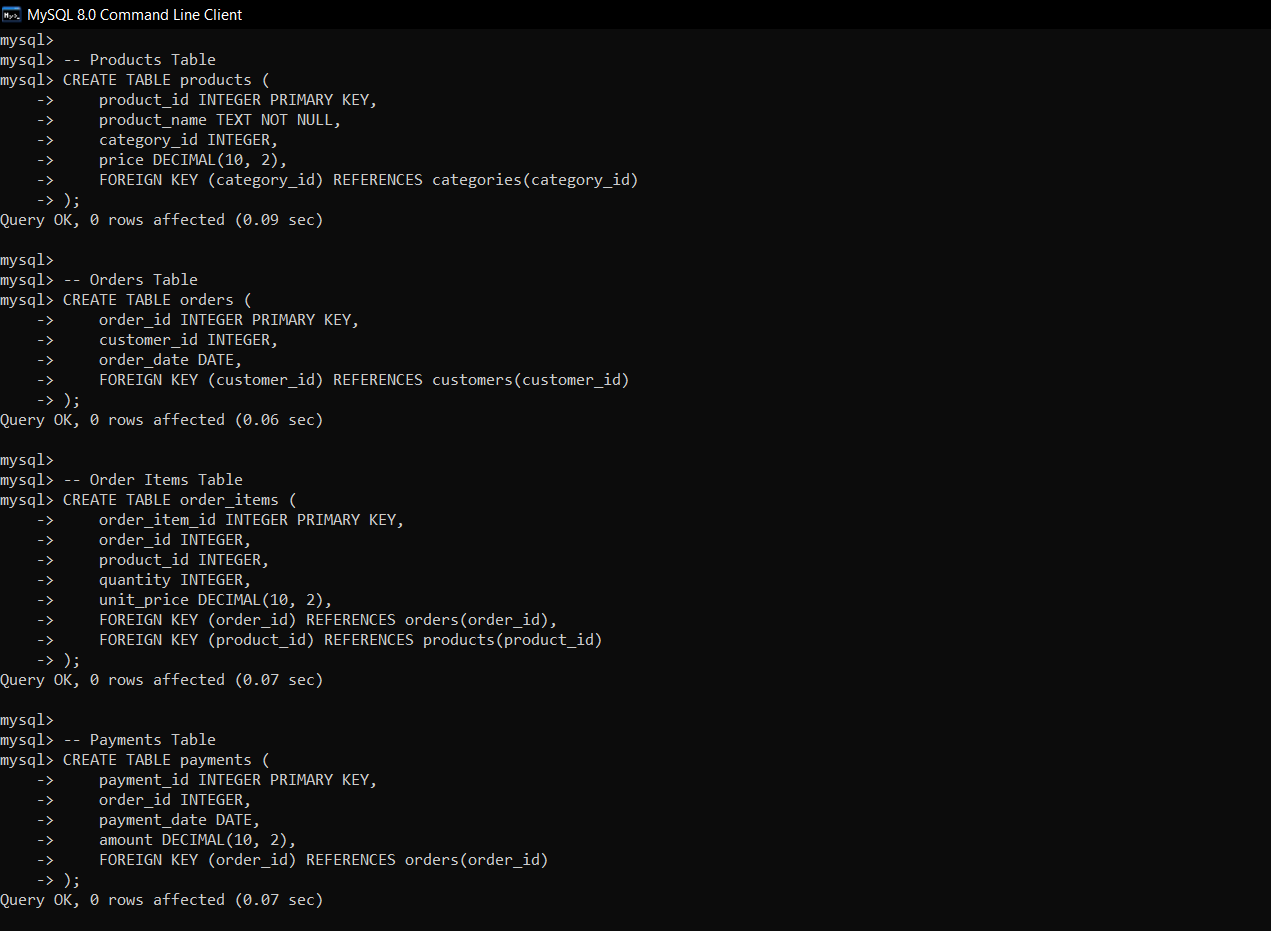 MySQL 8.0 Command Line Client
mysql>
mysql> -- Products Table
mysql> CREATE TABLE products (
    ->     product_id INTEGER PRIMARY KEY,
    ->     product_name TEXT NOT NULL,
    ->     category_id INTEGER,
    ->     price DECIMAL(10, 2),
    ->     FOREIGN KEY (category_id) REFERENCES categories(category_id)
    -> );
Query OK, 0 rows affected (0.09 sec)

mysql>
mysql> -- Orders Table
mysql> CREATE TABLE orders (
    ->     order_id INTEGER PRIMARY KEY,
    ->     customer_id INTEGER,
    ->     order_date DATE,
    ->     FOREIGN KEY (customer_id) REFERENCES customers(customer_id)
    -> );
Query OK, 0 rows affected (0.06 sec)

mysql>
mysql> -- Order Items Table
mysql> CREATE TABLE order_items (
    ->     order_item_id INTEGER PRIMARY KEY,
    ->     order_id INTEGER,
    ->     product_id INTEGER,
    ->     quantity INTEGER,
    ->     unit_price DECIMAL(10, 2),
    ->     FOREIGN KEY (order_id) REFERENCES orders(order_id),
    ->     FOREIGN KEY (product_id) REFERENCES products(product_id)
    -> );
Query OK, 0 rows affected (0.07 sec)

mysql>
mysql> -- Payments Table
mysql> CREATE TABLE payments (
    ->     payment_id INTEGER PRIMARY KEY,
    ->     order_id INTEGER,
    ->     payment_date DATE,
    ->     amount DECIMAL(10, 2),
    ->     FOREIGN KEY (order_id) REFERENCES orders(order_id)
    -> );
Query OK, 0 rows affected (0.07 sec)